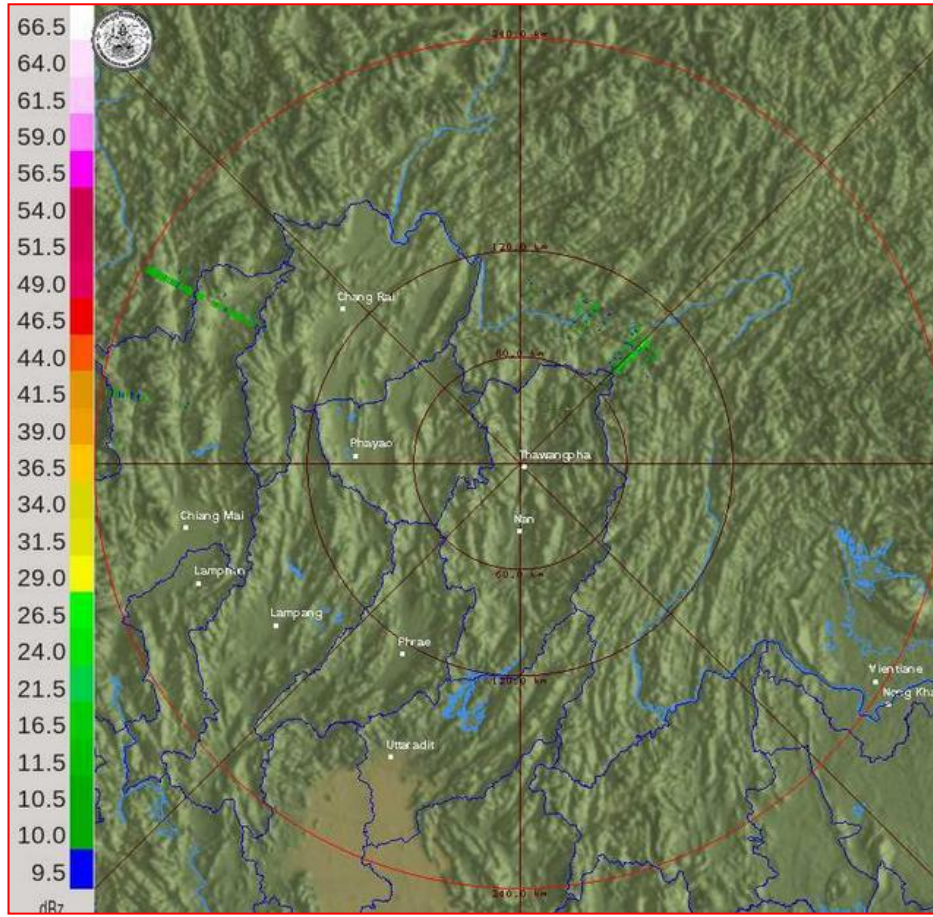 66.5
64.0
61.5
59.0
56.5
54.0
51.5
49.0
46.5
44.0
41.5
39.0
36.5
34.0
31.5
29.0
26.5
24.0
21.5
16.5
11.5
10.5
10.0
9.5
dBz
240.0 km
120.0 km
Chang Rai
60.0 km
Phayao
Thawangpha
Chiang Mai
Nan
60.0 km
Lamphun
Lampang
Phrae
Vientiane
120.0 km
Nong Kha
Uttaradit
240.0 km